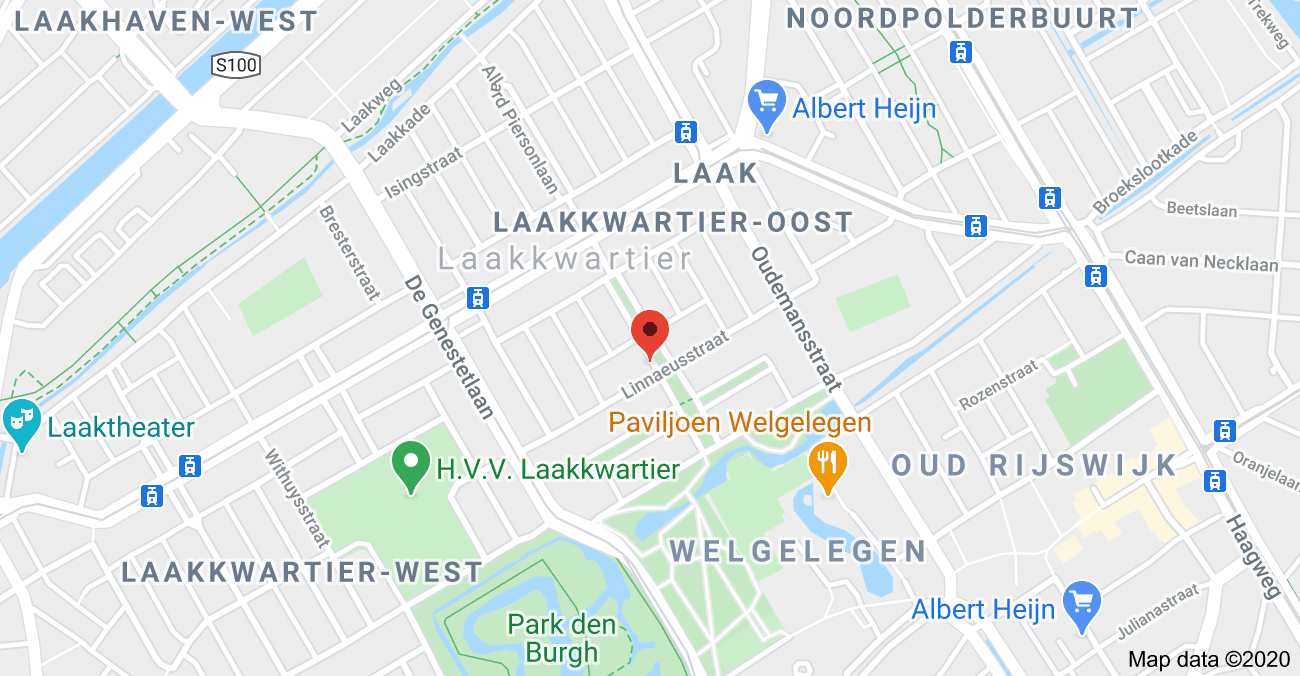 LAAKHAVEN-WEST
NOORDPOLDERBUURT
Trekweg
S100
Laakweg
Laakkade
Allard Piersonlaan
Albert Heijn
Isingstraat
LAAK
Broekslootkade
Beetslaan
LAAKKWARTIER-OOST
Laakkwartier
Bresterstraat
Caan van Necklaan
De Genestetlaan
Oudemansstraat
Linnaeusstraat
Rozenstraat
Laaktheater
Paviljoen Welgelegen
H.V.V. Laakkwartier
OUD RIJSWIJK
Oranjelaan
Withuysstraat
Haagweg
WELGELEGEN
LAAKKWARTIER-WEST
Albert Heijn
Julianastraat
Park den
Burgh
Map data ©2020